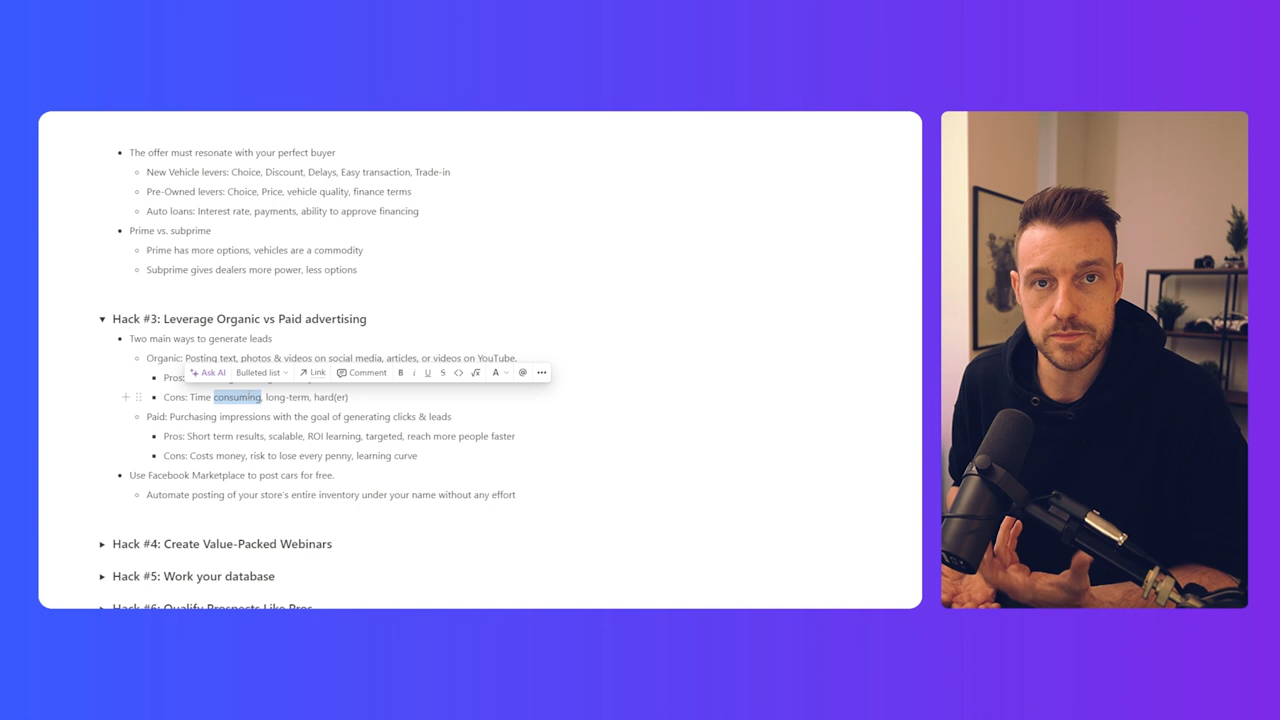 The offer must resonate with your perfect buyer
New Vehicle levers: Choice, Discount, Delays, Easy transaction, Trade-in
Pre-Owned levers: Choice, Price, vehicle quality, finance terms
Auto loans: Interest rate, payments, ability to approve financing
Prime vs. subprime
Prime has more options, vehicles are a commodity
Subprime gives dealers more power, less options
Hack #3: Leverage Organic vs Paid advertising
Two main ways to generate leads
Organic: Posting text, photos & videos on social media, articles, or videos on YouTube.
Ask AI Bulleted list Link Comment B i U S A @
Pros:
Cons: Time consuming, long-term, hard(er)
Paid: Purchasing impressions with the goal of generating clicks & leads
Pros: Short term results, scalable, ROI learning, targeted, reach more people faster
Cons: Costs money, risk to lose every penny, learning curve
Use Facebook Marketplace to post cars for free.
Automate posting of your store's entire inventory under your name without any effort
Hack #4: Create Value-Packed Webinars
Hack #5: Work your database
Hack #6: Qualify Prospects Like Pros